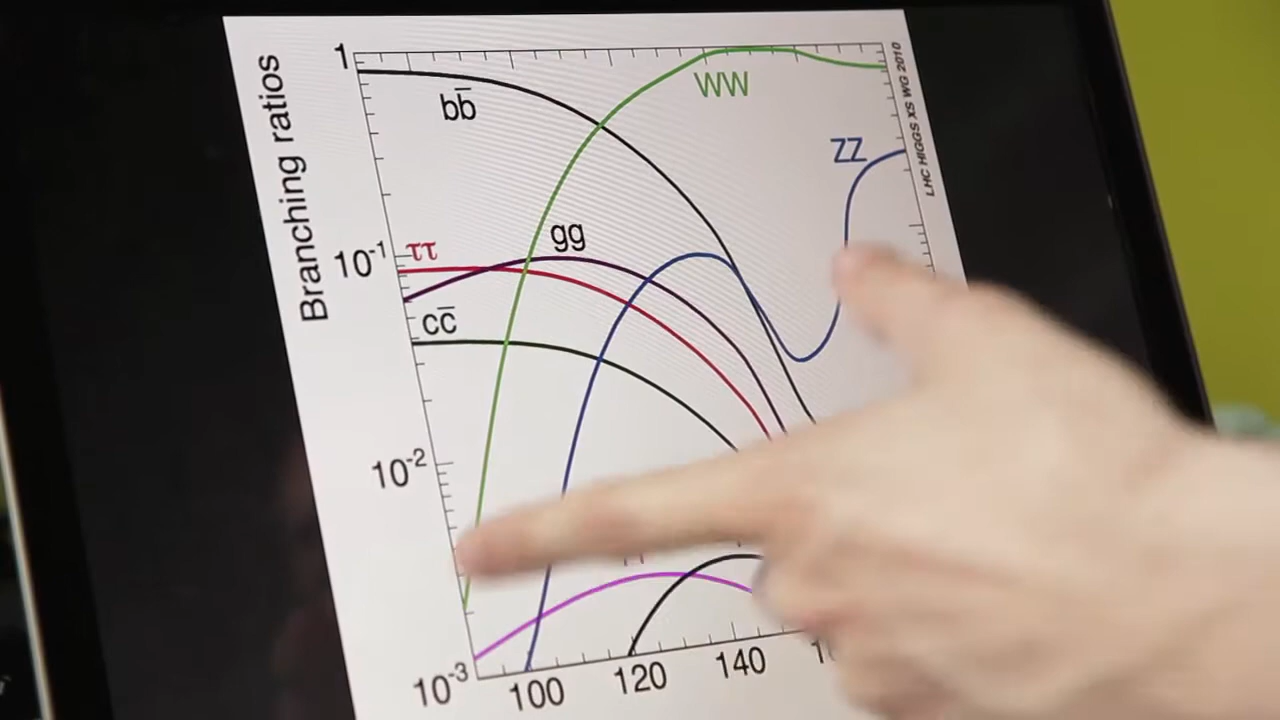 Branching ratios
1
bb̄
WW
ZZ
LHC HIGGS XS WG 2010
ττ
gg
10⁻¹
cc̄
10⁻²
10⁻³
100
120
140